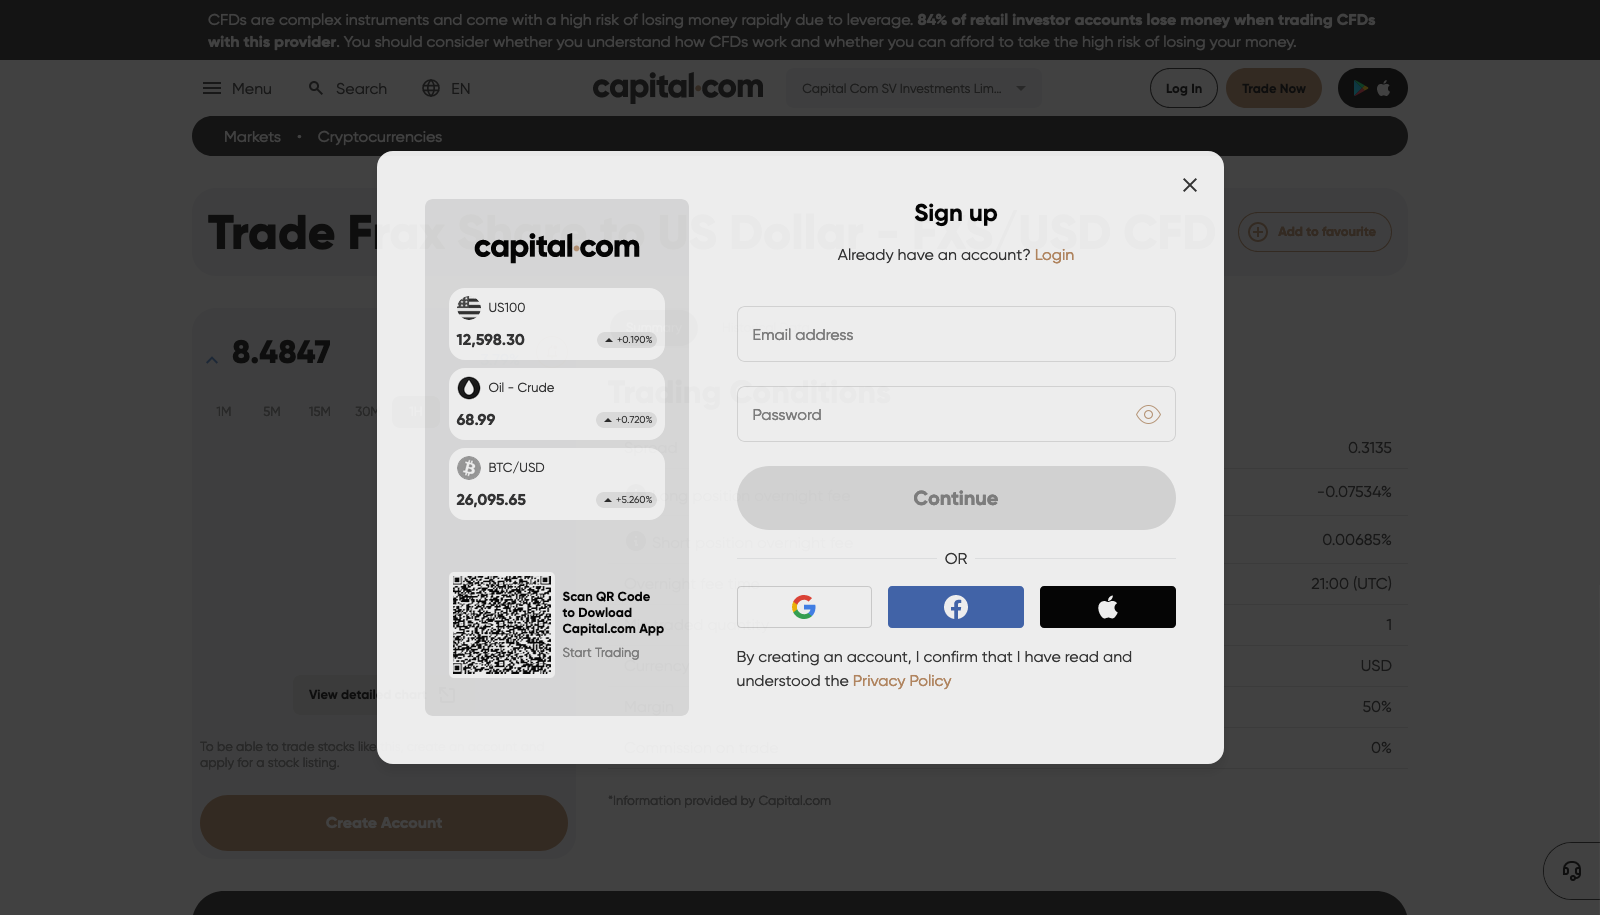 CFDs are complex instruments and come with a high risk of losing money rapidly due to leverage. 84% of retail investor accounts lose money when trading CFDs
with this provider. You should consider whether you understand how CFDs work and whether you can afford to take the high risk of losing your money.
Menu
Search
EN
capital.com
Capital Com SV Investments Lim...
Log In
Trade Now
Markets • Cryptocurrencies
Trade Frax Share to US Dollar - FXS/USD CFD
Add to favourite
8.4847
1M 5M 15M 30M
View detailed
To be able to trade stocks like
apply for a stock listing.
Create Account
capital.com
US100
12,598.30
+0.190%
Oil - Crude
68.99
+0.720%
BTC/USD
26,095.65
+5.260%
Scan QR Code
to Dowload
Capital.com App
Start Trading
Sign up
Already have an account? Login
Email address
Trading Conditions
Password
Continue
OR
By creating an account, I confirm that I have read and
understood the Privacy Policy
0.3135
-0.07534%
0.00685%
21:00 (UTC)
1
USD
Margin
50%
0%
*Information provided by Capital.com